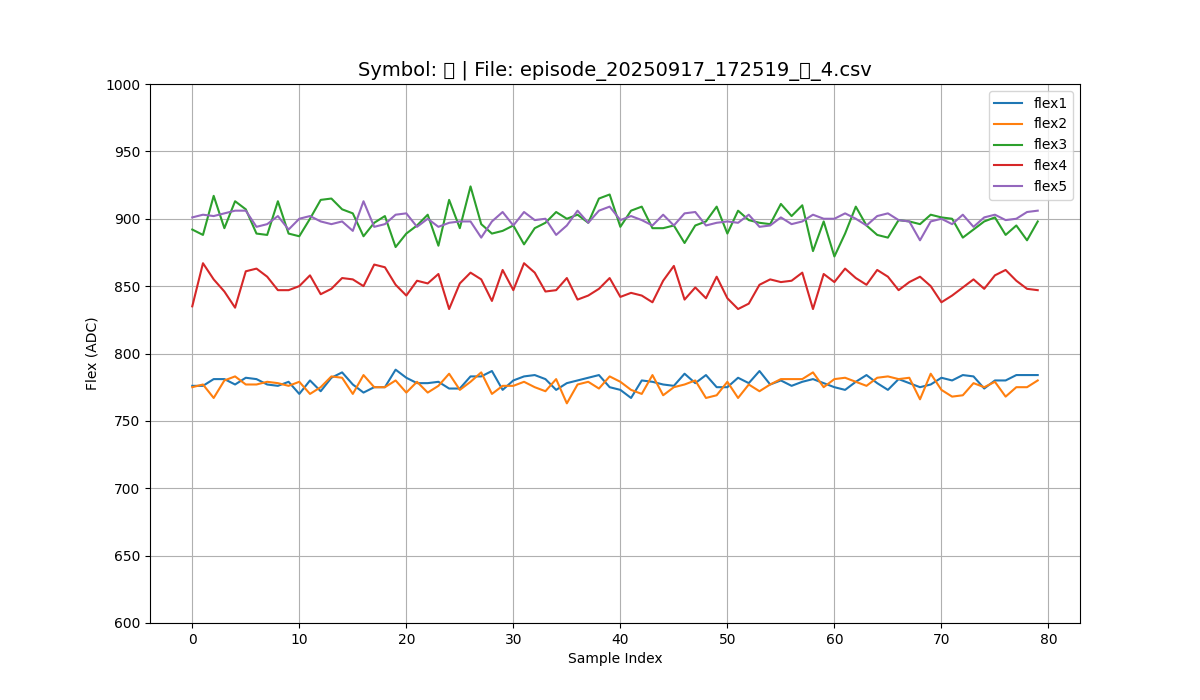 Symbol: ▯ | File: episode_20250917_172519_▯_4.csv
1000
950
900
850
800
750
700
650
600
Flex (ADC)
0 10 20 30 40 50 60 70 80
Sample Index
flex1
flex2
flex3
flex4
flex5